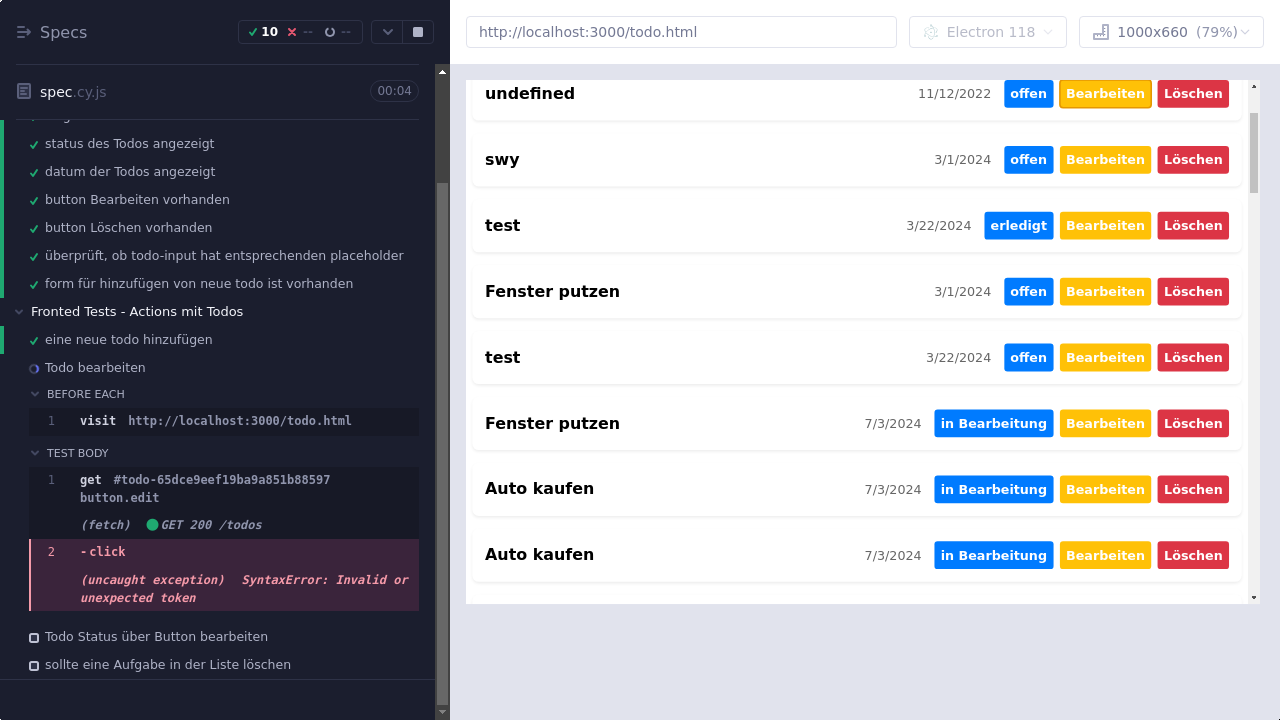 Specs
10
--
--
http://localhost:3000/todo.html
Electron 118
1000x660 (79%)
spec.cy.js
00:04
status des Todos angezeigt
datum der Todos angezeigt
button Bearbeiten vorhanden
button Löschen vorhanden
überprüft, ob todo-input hat entsprechenden placeholder
form für hinzufügen von neue todo ist vorhanden
Fronted Tests - Actions mit Todos
eine neue todo hinzufügen
Todo bearbeiten
BEFORE EACH
1 visit http://localhost:3000/todo.html
TEST BODY
1 get #todo-65dce9eef19ba9a851b88597
button.edit
(fetch) GET 200 /todos
2 -click
(uncaught exception) SyntaxError: Invalid or
unexpected token
Todo Status über Button bearbeiten
sollte eine Aufgabe in der Liste löschen
undefined 11/12/2022 offen Bearbeiten Löschen
swy 3/1/2024 offen Bearbeiten Löschen
test 3/22/2024 erledigt Bearbeiten Löschen
Fenster putzen 3/1/2024 offen Bearbeiten Löschen
test 3/22/2024 offen Bearbeiten Löschen
Fenster putzen 7/3/2024 in Bearbeitung Bearbeiten Löschen
Auto kaufen 7/3/2024 in Bearbeitung Bearbeiten Löschen
Auto kaufen 7/3/2024 in Bearbeitung Bearbeiten Löschen